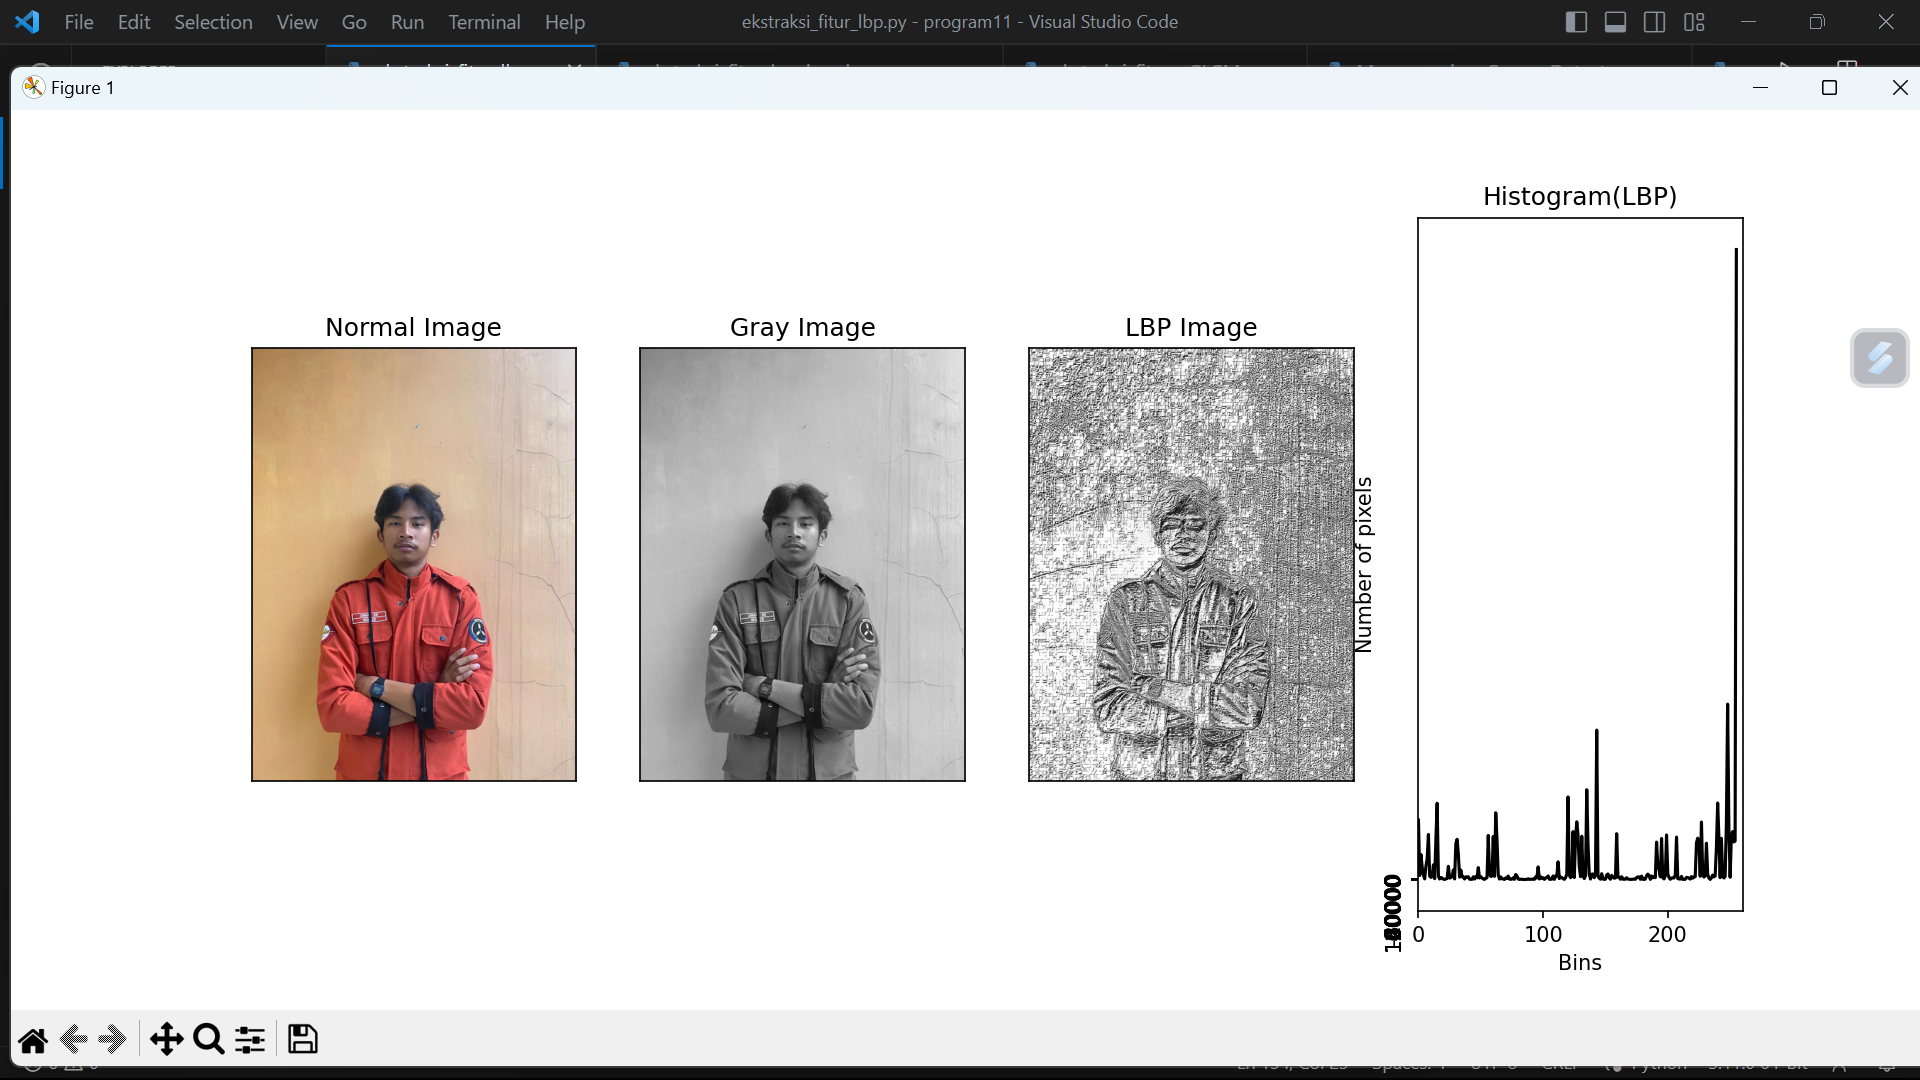 File Edit Selection View Go Run Terminal Help
ekstraksi_fitur_lbp.py - program11 - Visual Studio Code
Figure 1
Normal Image
Gray Image
LBP Image
Histogram(LBP)
Number of pixels
0 100 200
Bins